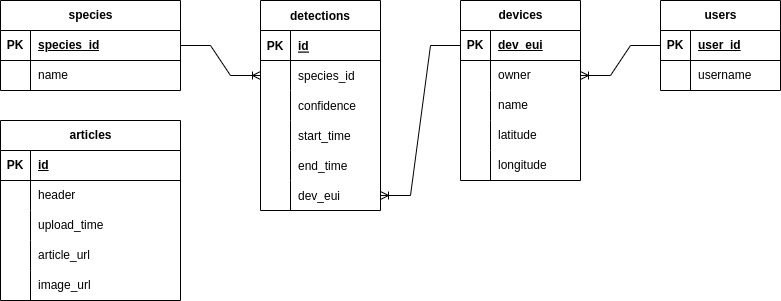 species
PK species_id
name
articles
PK id
header
upload_time
article_url
image_url
detections
PK id
species_id
confidence
start_time
end_time
dev_eui
devices
PK dev_eui
owner
name
latitude
longitude
users
PK user_id
username